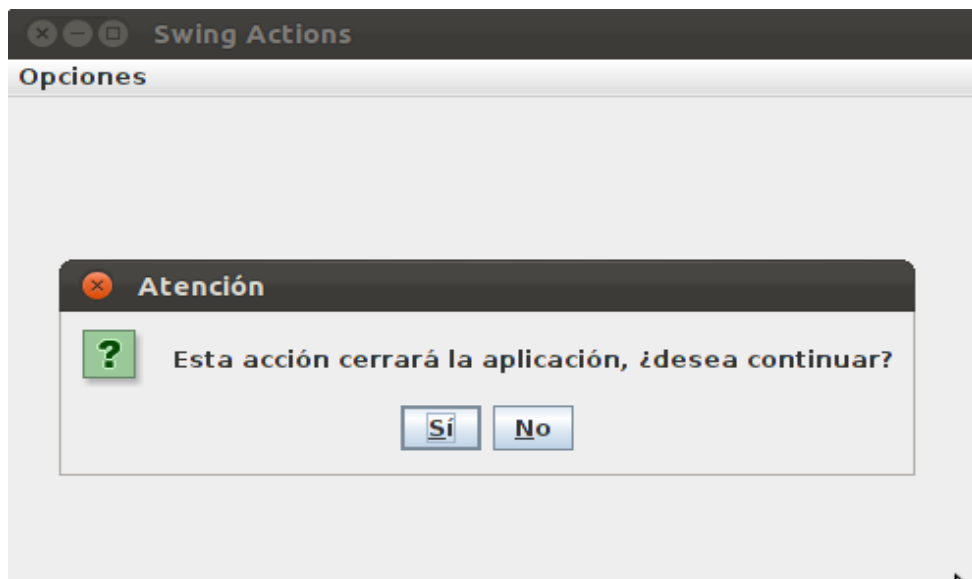 Swing Actions
Opciones
Atención
? Esta acción cerrará la aplicación, ¿desea continuar?
Sí No